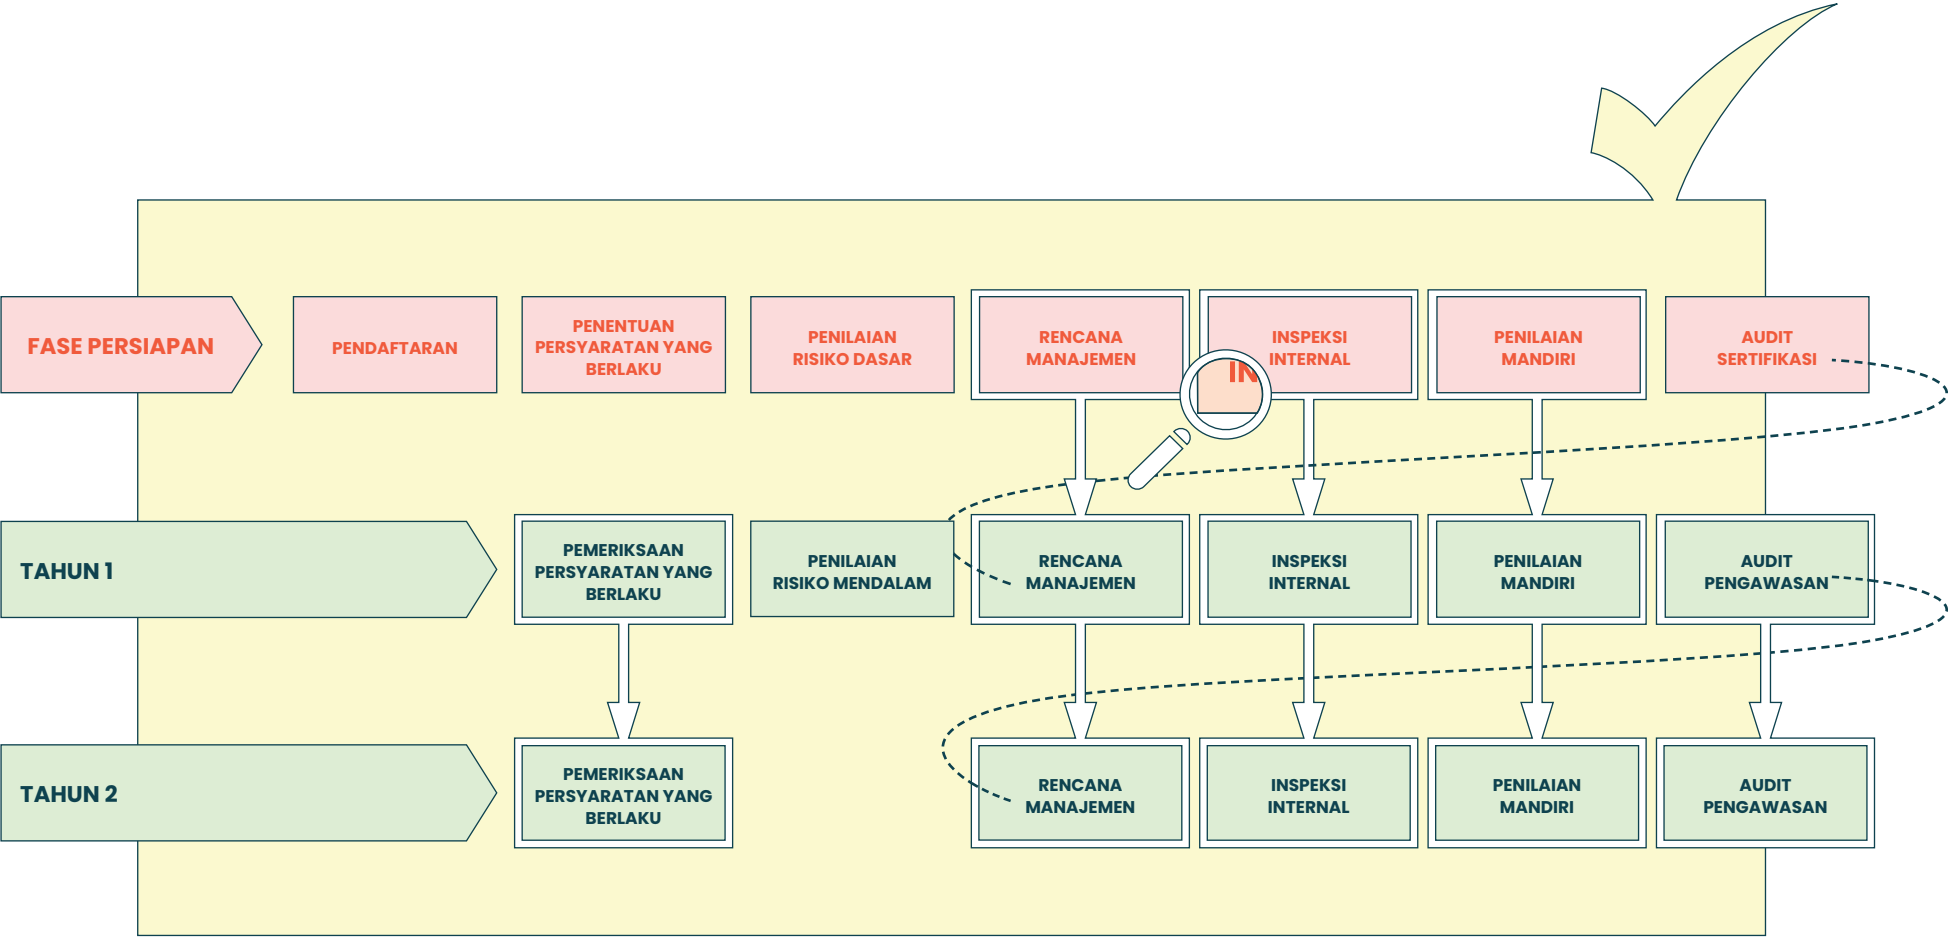 FASE PERSIAPAN
PENDAFTARAN
PENENTUAN
PERSYARATAN YANG
BERLAKU
PENILAIAN
RISIKO DASAR
RENCANA
MANAJEMEN
INSPEKSI
INTERNAL
IN
PENILAIAN
MANDIRI
AUDIT
SERTIFIKASI
TAHUN 1
PEMERIKSAAN
PERSYARATAN YANG
BERLAKU
PENILAIAN
RISIKO MENDALAM
RENCANA
MANAJEMEN
INSPEKSI
INTERNAL
PENILAIAN
MANDIRI
AUDIT
PENGAWASAN
TAHUN 2
PEMERIKSAAN
PERSYARATAN YANG
BERLAKU
RENCANA
MANAJEMEN
INSPEKSI
INTERNAL
PENILAIAN
MANDIRI
AUDIT
PENGAWASAN